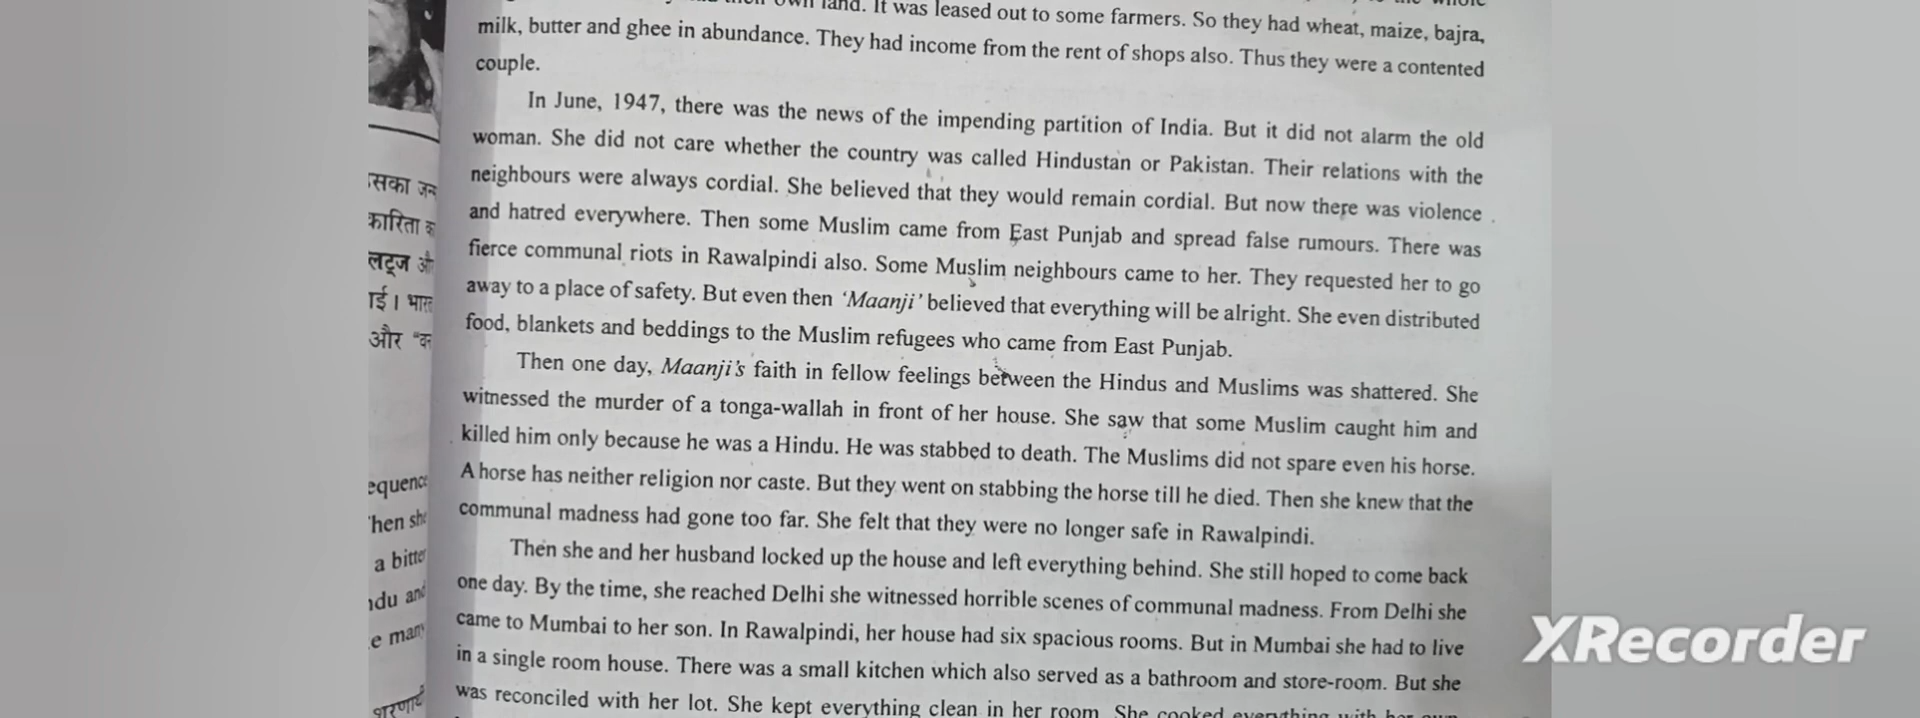 own land. It was leased out to some farmers. So they had wheat, maize, bajra,
milk, butter and ghee in abundance. They had income from the rent of shops also. Thus they were a contented
couple.
In June, 1947, there was the news of the impending partition of India. But it did not alarm the old
woman. She did not care whether the country was called Hindustan or Pakistan. Their relations with the
neighbours were always cordial. She believed that they would remain cordial. But now there was violence
and hatred everywhere. Then some Muslim came from East Punjab and spread false rumours. There was
fierce communal riots in Rawalpindi also. Some Muslim neighbours came to her. They requested her to go
away to a place of safety. But even then ‘Maanji’ believed that everything will be alright. She even distributed
food, blankets and beddings to the Muslim refugees who came from East Punjab.
Then one day, Maanji’s faith in fellow feelings between the Hindus and Muslims was shattered. She
witnessed the murder of a tonga-wallah in front of her house. She saw that some Muslim caught him and
killed him only because he was a Hindu. He was stabbed to death. The Muslims did not spare even his horse.
A horse has neither religion nor caste. But they went on stabbing the horse till he died. Then she knew that the
communal madness had gone too far. She felt that they were no longer safe in Rawalpindi.
Then she and her husband locked up the house and left everything behind. She still hoped to come back
one day. By the time, she reached Delhi she witnessed horrible scenes of communal madness. From Delhi she
came to Mumbai to her son. In Rawalpindi, her house had six spacious rooms. But in Mumbai she had to live
in a single room house. There was a small kitchen which also served as a bathroom and store-room. But she
was reconciled with her lot. She kept everything clean in her room. She cooked everything with her own
और
a
XRecorder